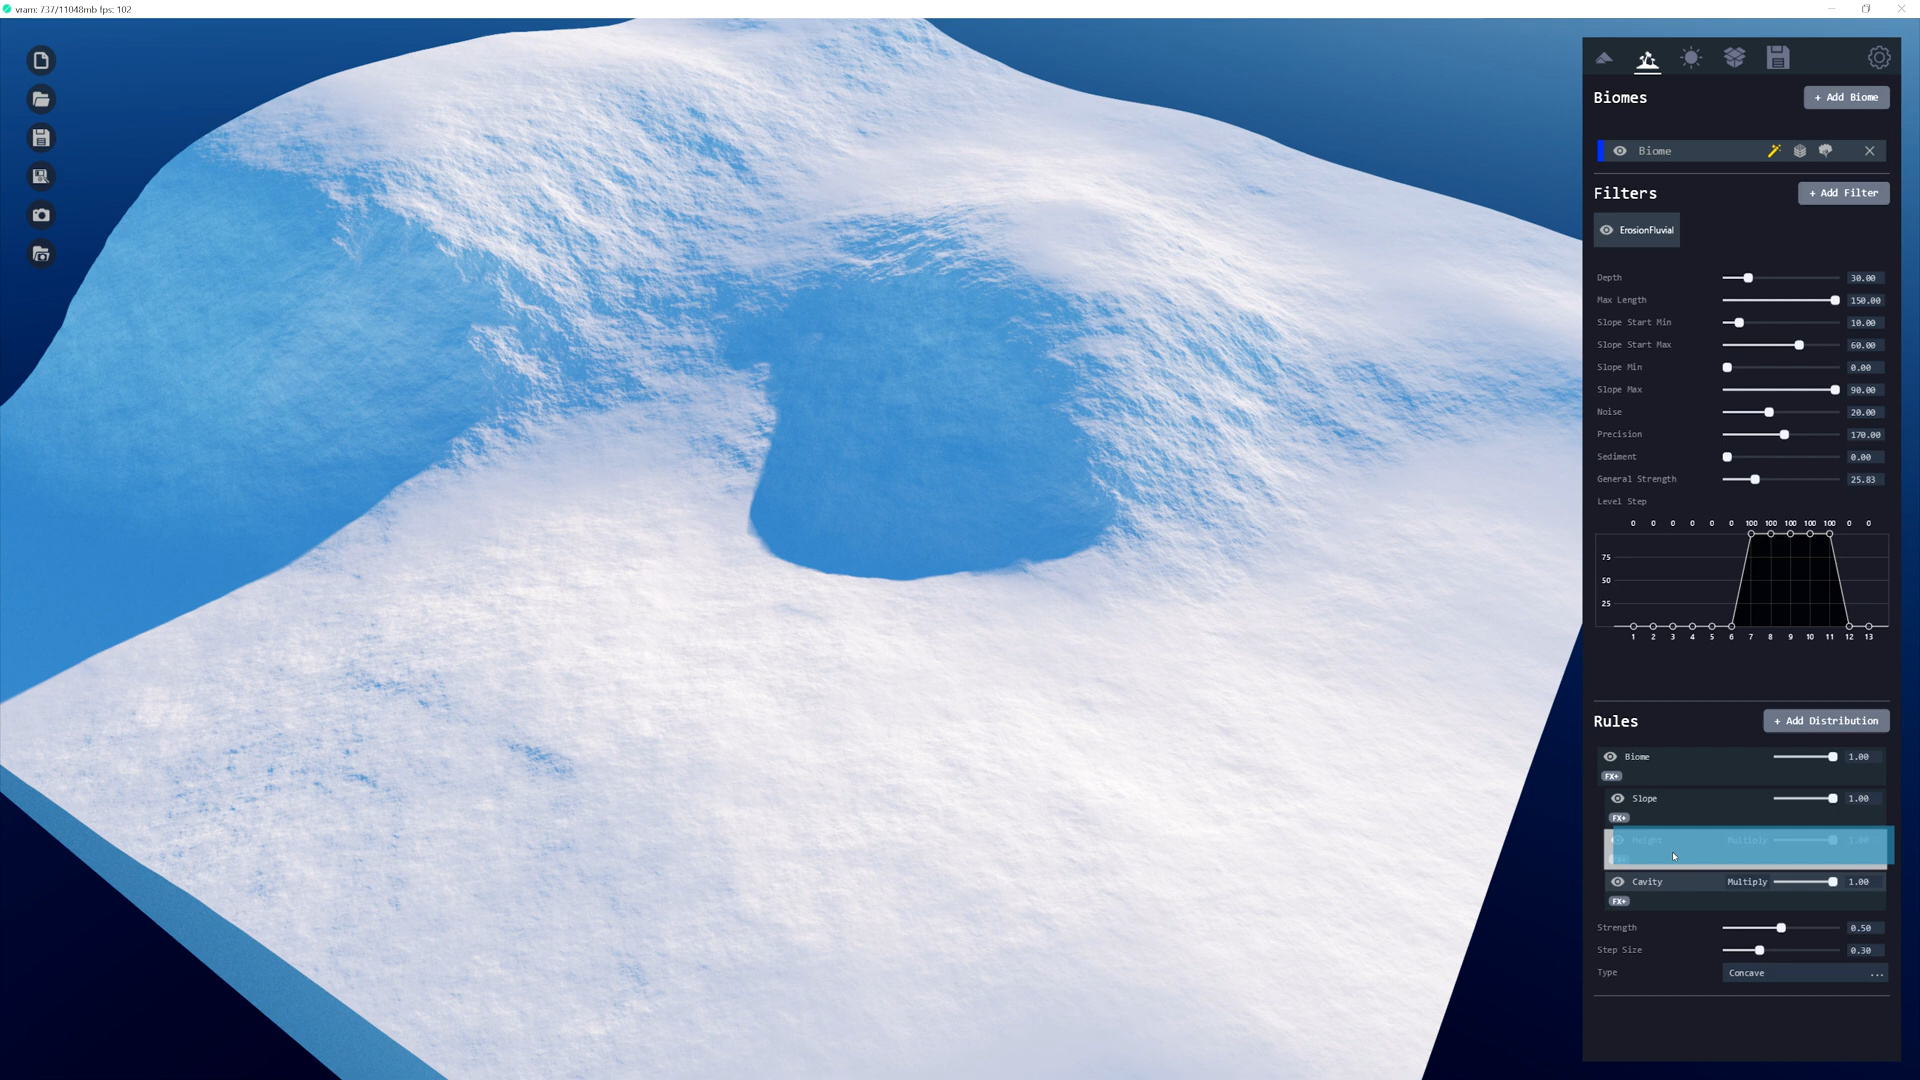 vram: 737/11048mb fps: 102
Biomes
+ Add Biome
Biome
Filters
+ Add Filter
ErosionFluvial
Depth 30.00
Max Length 150.00
Slope Start Min 10.00
Slope Start Max 60.00
Slope Min 0.00
Slope Max 90.00
Noise 20.00
Precision 170.00
Sediment 0.00
General Strength 25.83
Level Step
0 0 0 0 0 0 100 100 100 100 100 0 0
75
50
25
1 2 3 4 5 6 7 8 9 10 11 12 13
Rules
+ Add Distribution
Biome 1.00
FX+
Slope 1.00
FX+
Height Multiply 1.00
Cavity Multiply 1.00
FX+
Strength 0.50
Step Size 0.30
Type Concave ...